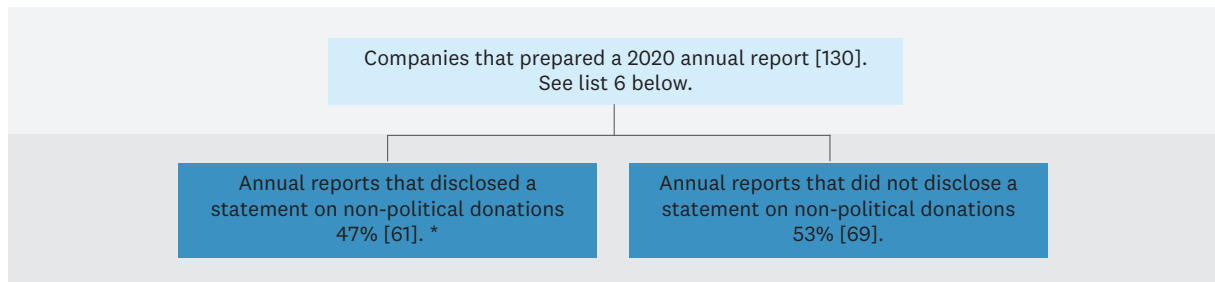 Companies that prepared a 2020 annual report [130].
See list 6 below.
Annual reports that disclosed a
statement on non-political donations
47% [61]. *
Annual reports that did not disclose a
statement on non-political donations
53% [69].